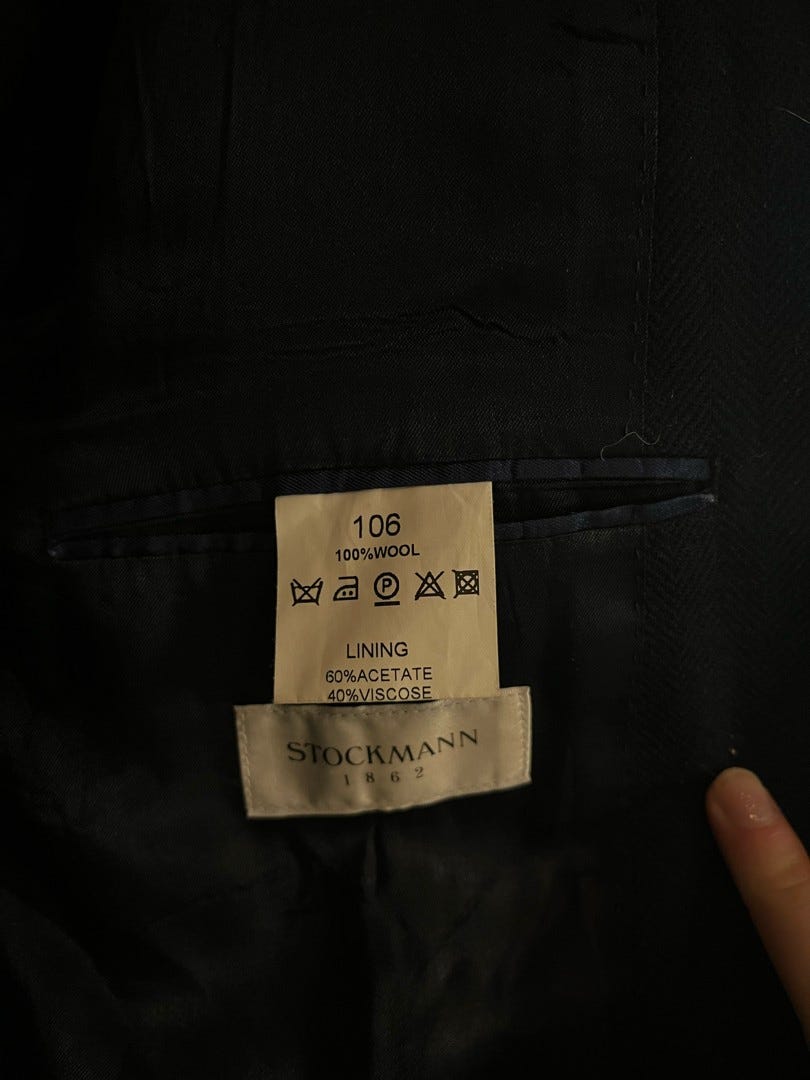 106
100%WOOL
P
LINING
60%ACETATE
40%VISCOSE
STOCKMANN
1862